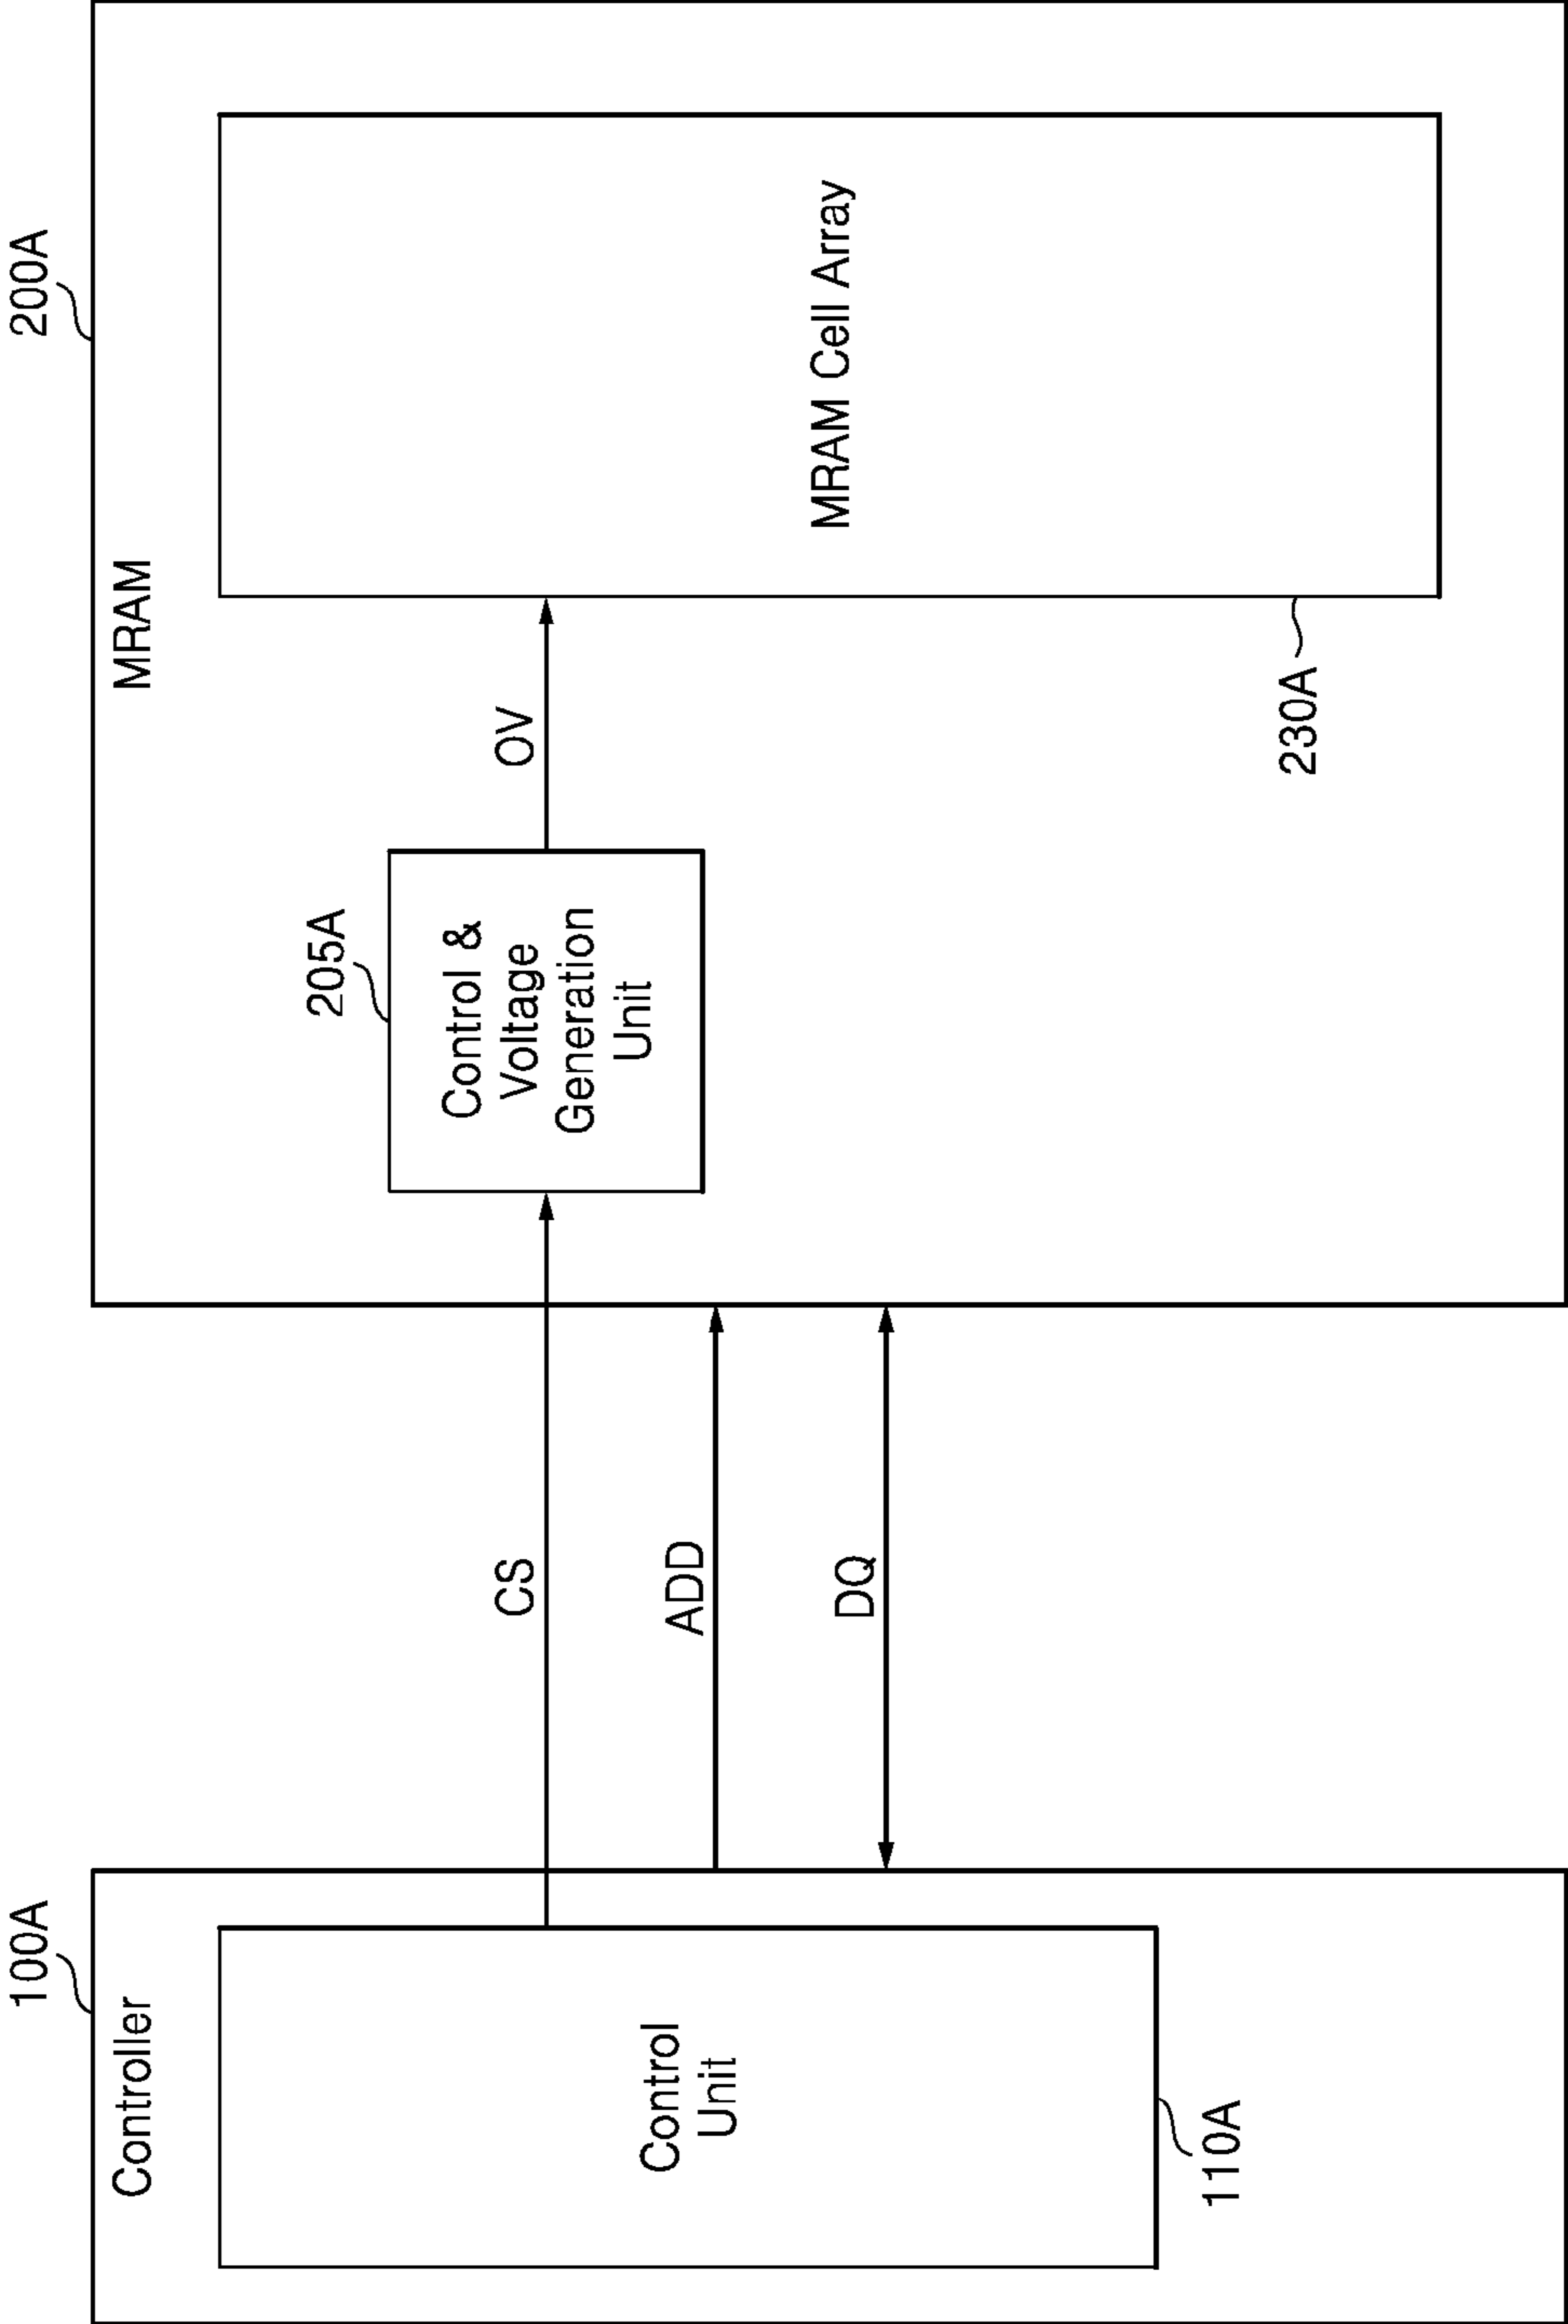 100A
Controller
Control
Unit
110A
CS
ADD
DQ
200A
MRAM
205A
Control &
Voltage
Generation
Unit
OV
MRAM Cell Array
230A